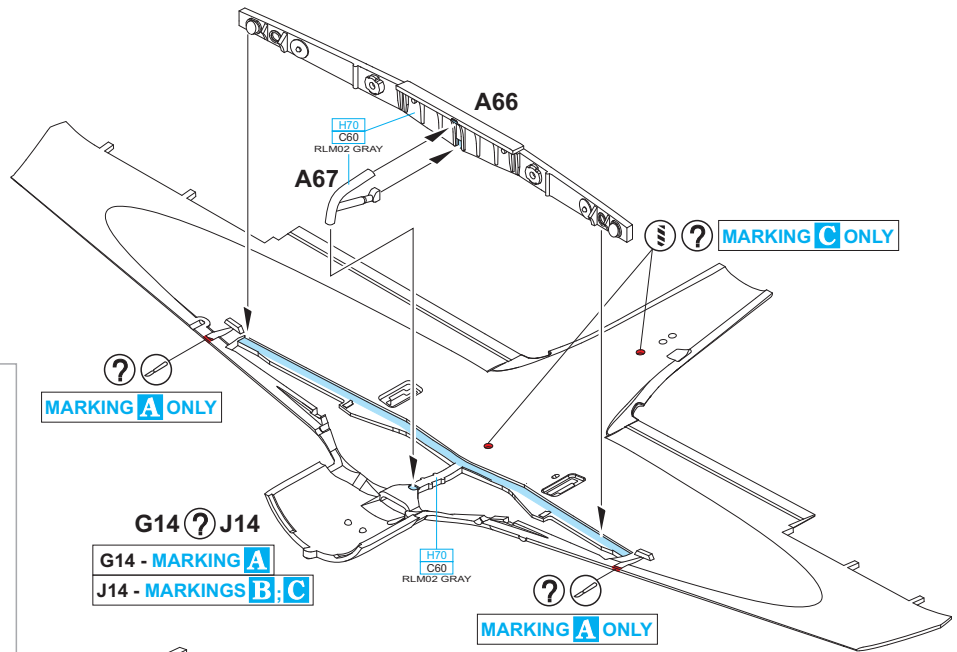 A66
H70
C60
RLM02 GRAY
A67
? MARKING C ONLY
?
MARKING A ONLY
G14 ? J14
G14 - MARKING A
J14 - MARKINGS B ; C
H70
C60
RLM02 GRAY
?
MARKING A ONLY